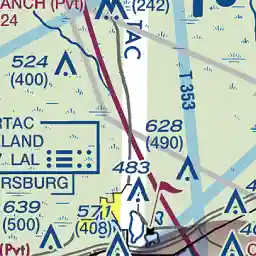 ANCH (Pvt)
24
(242)
TAC
524
(400)
T 353
628
(490)
RTAC
LAND
LAL
RSBURG
483
639
(500)
571
(408)
(Pvt)